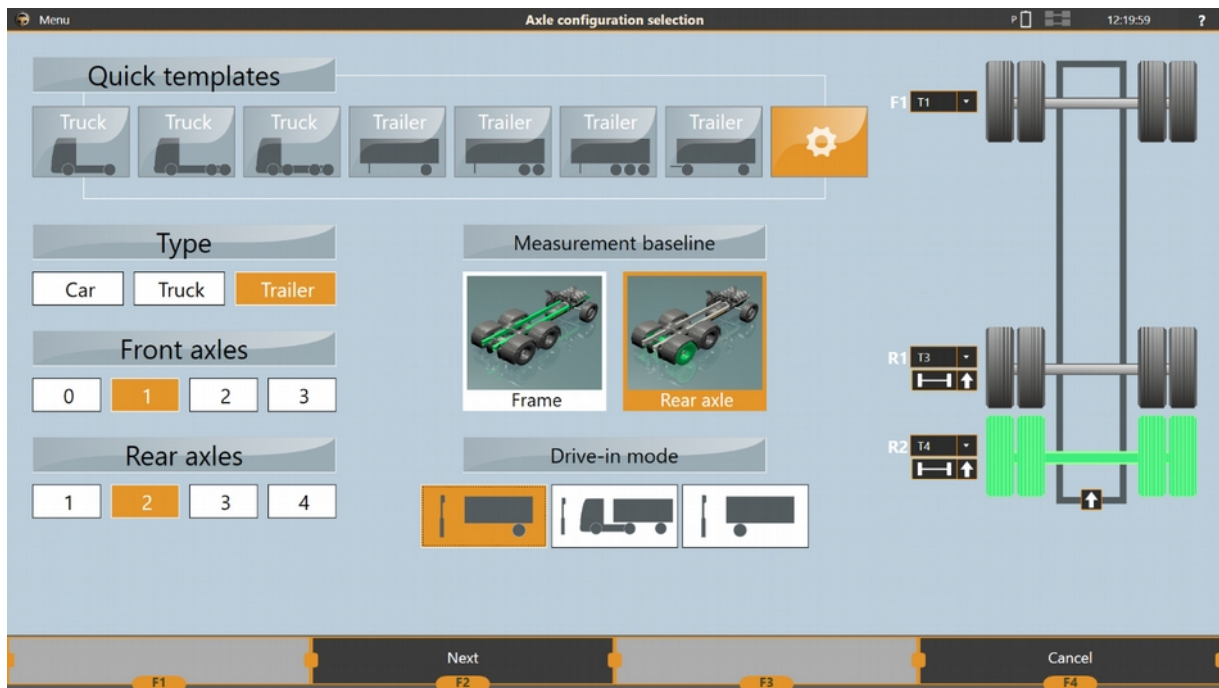 Menu
Axle configuration selection
P
12:19:59
?
Quick templates
Truck
Truck
Truck
Trailer
Trailer
Trailer
Trailer
F1 T1
Type
Car
Truck
Trailer
Measurement baseline
Frame
Rear axle
Front axles
0
1
2
3
R1 T3
Rear axles
1
2
3
4
Drive-in mode
R2 T4
Next
Cancel
F1
F2
F3
F4